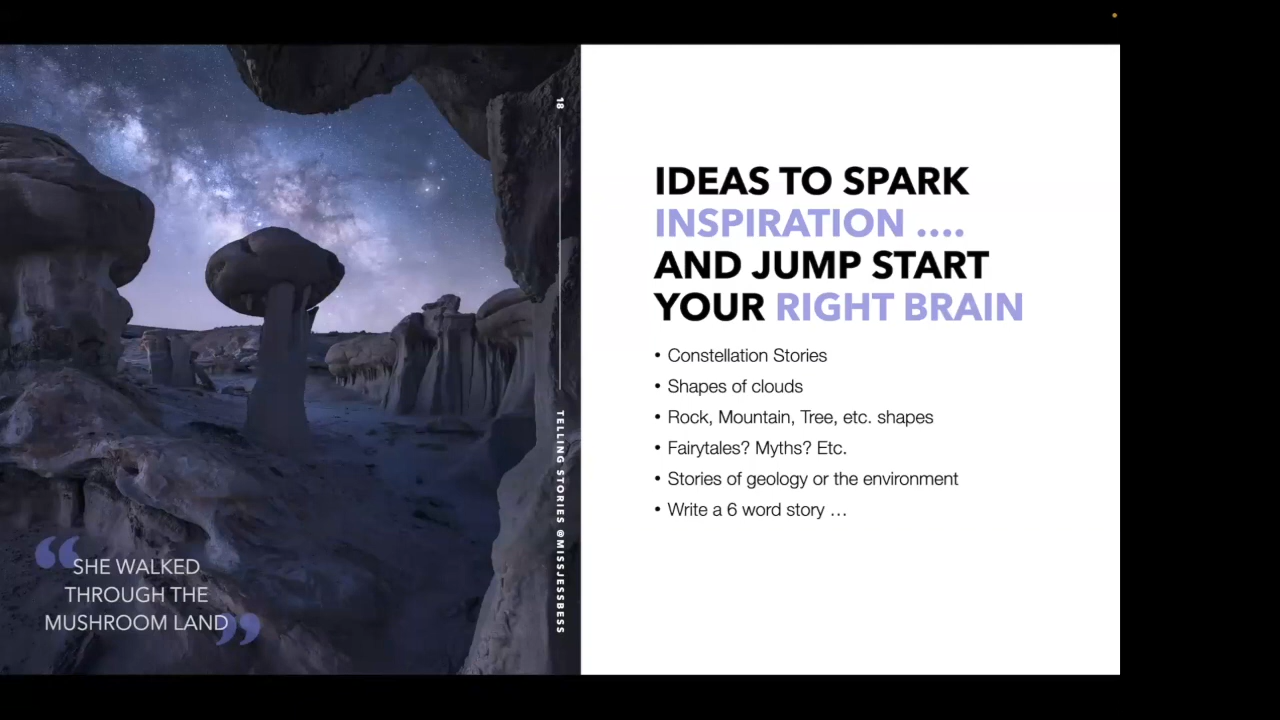 18
TELLING STORIES @MISSJESSBESS
“SHE WALKED
THROUGH THE
MUSHROOM LAND”
IDEAS TO SPARK
INSPIRATION ....
AND JUMP START
YOUR RIGHT BRAIN
• Constellation Stories
• Shapes of clouds
• Rock, Mountain, Tree, etc. shapes
• Fairytales? Myths? Etc.
• Stories of geology or the environment
• Write a 6 word story …